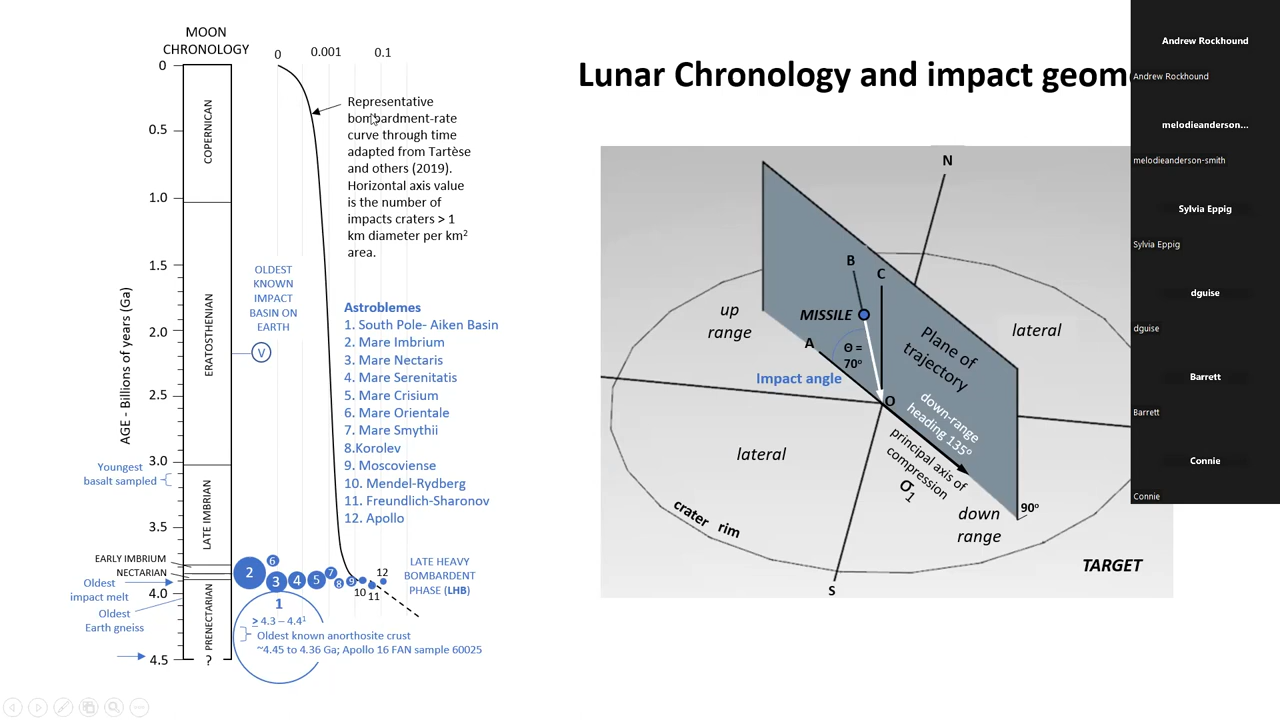 MOON
CHRONOLOGY
0
0.001
0.1
0
0.5
1.0
1.5
2.0
2.5
3.0
3.5
4.0
4.5
AGE - Billions of years (Ga)
COPERNICAN
ERATOSTHENIAN
LATE IMBRIAN
EARLY IMBRIUM
NECTARIAN
PRENECTARIAN
?
Representative
bombardment-rate
curve through time
adapted from Tartèse
and others (2019).
Horizontal axis value
is the number of
impacts craters > 1
km diameter per km²
area.
OLDEST
KNOWN
IMPACT
BASIN ON
EARTH
V
Astroblemes
1. South Pole- Aiken Basin
2. Mare Imbrium
3. Mare Nectaris
4. Mare Serenitatis
5. Mare Crisium
6. Mare Orientale
7. Mare Smythii
8.Korolev
9. Moscoviense
10. Mendel-Rydberg
11. Freundlich-Sharonov
12. Apollo
Youngest
basalt sampled
Oldest
impact melt
Oldest
Earth gneiss
2
6
3
4
5
7
8
9
10
11
12
1
LATE HEAVY
BOMBARDENT
PHASE (LHB)
≥ 4.3 – 4.4¹
Oldest known anorthosite crust
~4.45 to 4.36 Ga; Apollo 16 FAN sample 60025
Lunar Chronology and impact geom
N
B
C
MISSILE
up
range
lateral
A
Θ =
70°
Impact angle
Plane of
trajectory
O
down-range
heading 135°
principal axis of
compression
σ1
lateral
crater rim
down
range
90°
TARGET
S
Andrew Rockhound
Andrew Rockhound
melodieanderson...
melodieanderson-smith
Sylvia Eppig
Sylvia Eppig
dguise
dguise
Barrett
Barrett
Connie
Connie